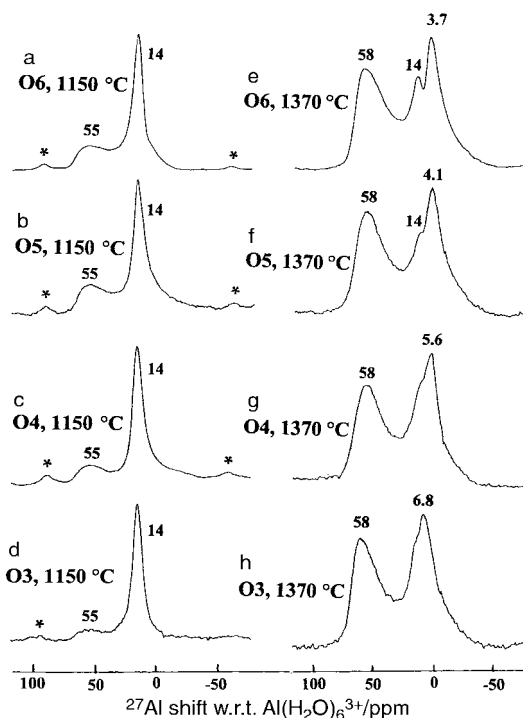 a
O6, 1150 °C
14
55
*
*
b
O5, 1150 °C
14
55
*
*
c
O4, 1150 °C
14
55
*
*
d
O3, 1150 °C
14
55
*
e
O6, 1370 °C
58
14
3.7
f
O5, 1370 °C
58
14
4.1
g
O4, 1370 °C
58
5.6
h
O3, 1370 °C
58
6.8
100 50 0 -50
100 50 0 -50
²⁷Al shift w.r.t. Al(H₂O)₆³⁺/ppm